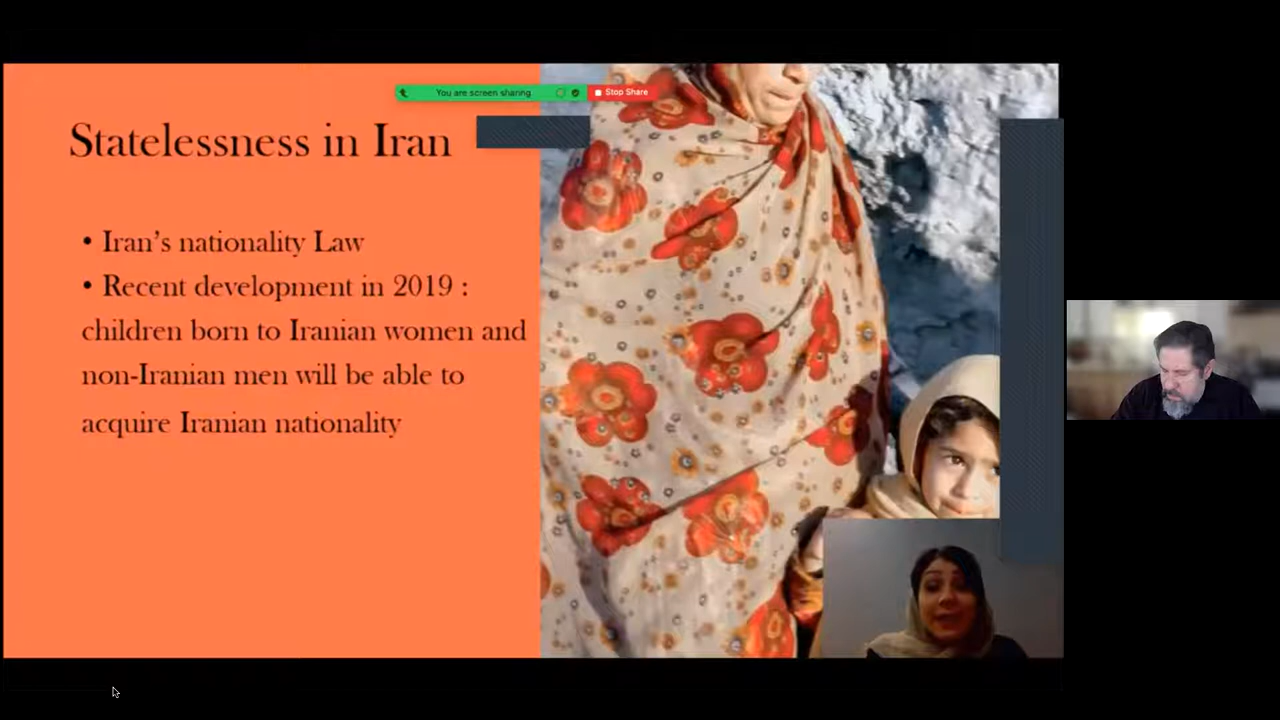 You are screen sharing
Stop Share
Statelessness in Iran
• Iran's nationality Law
• Recent development in 2019 :
children born to Iranian women and
non-Iranian men will be able to
acquire Iranian nationality